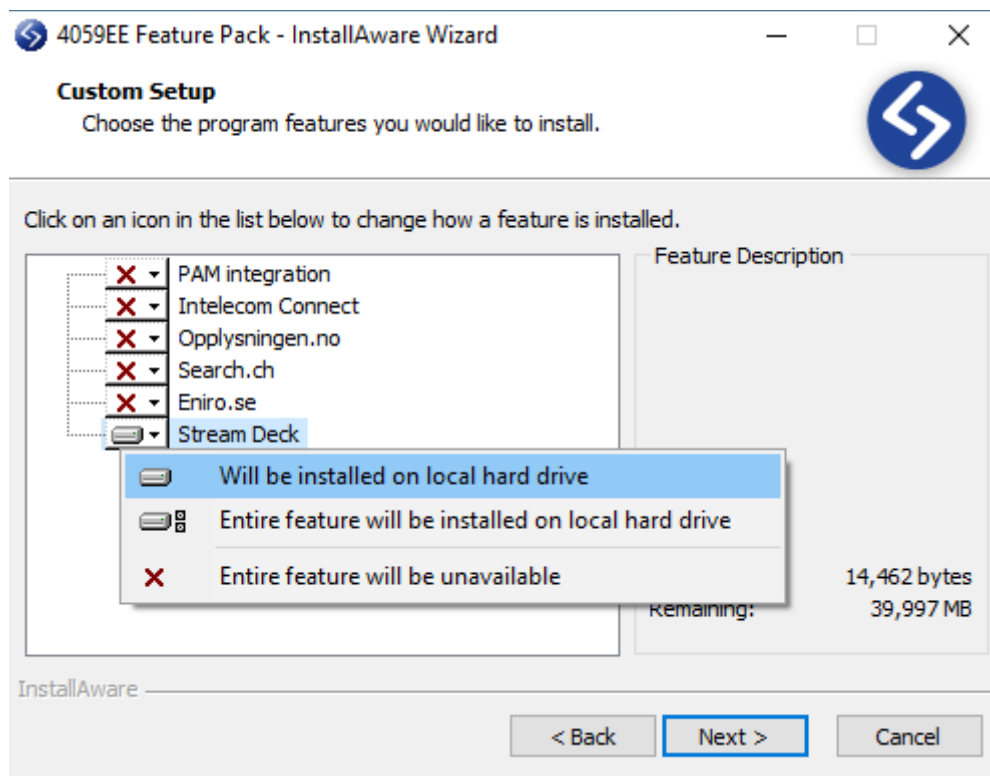 4059EE Feature Pack - InstallAware Wizard
Custom Setup
Choose the program features you would like to install.
Click on an icon in the list below to change how a feature is installed.
Feature Description
PAM integration
Intelecom Connect
Opplysningen.no
Search.ch
Eniro.se
Stream Deck
Will be installed on local hard drive
Entire feature will be installed on local hard drive
Entire feature will be unavailable
14,462 bytes
Remaining: 39,997 MB
InstallAware
< Back Next > Cancel